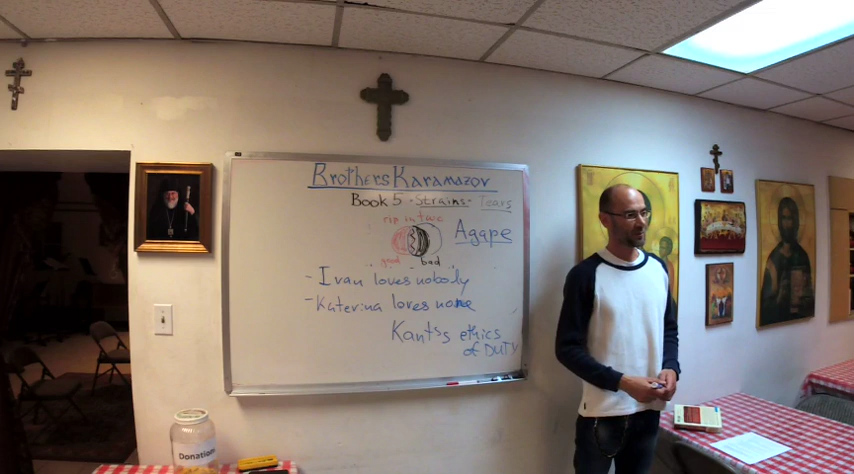 Brothers Karamazov
Book 5 - Strains - Tears
rip in two
Agape
good
bad
- Ivan loves nobody
- Katerina loves none
Kant's ethics
of DUTY
Donations